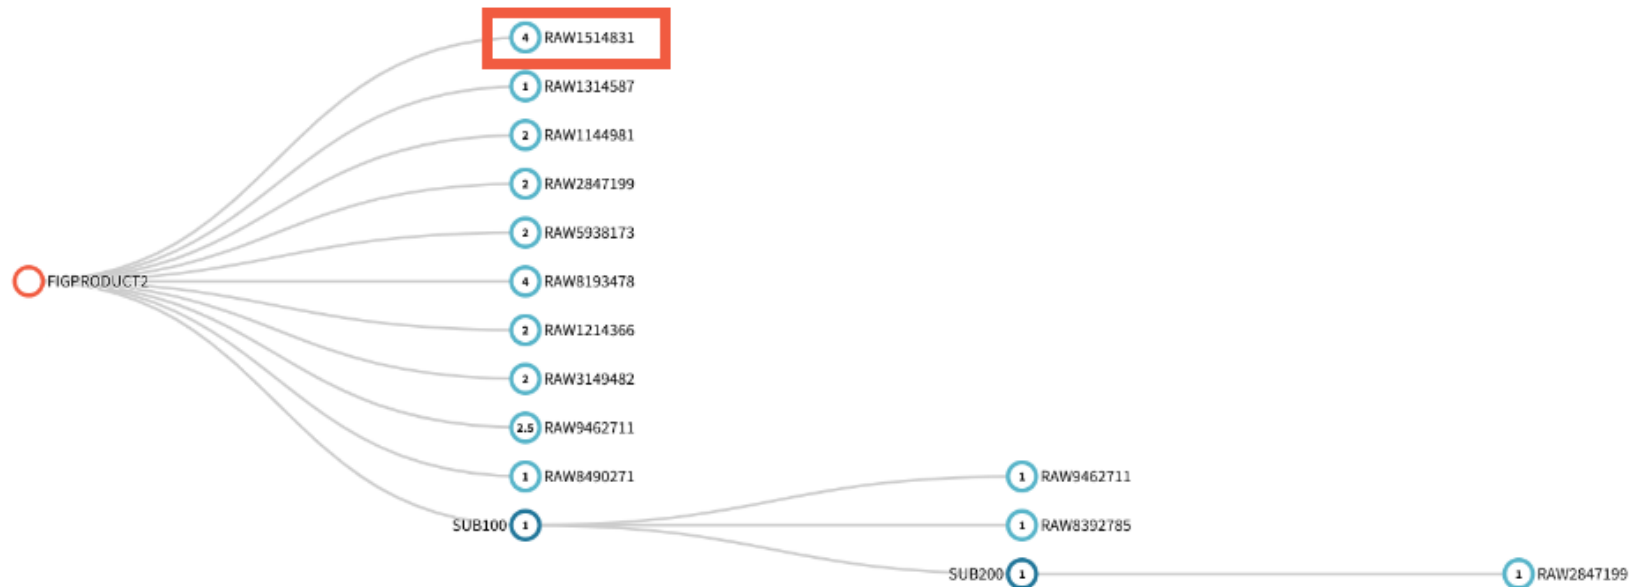 4 RAW1514831
1 RAW1314587
2 RAW1144981
2 RAW2847199
2 RAW5938173
FIGPRODUCT2 4 RAW8193478
2 RAW1214366
2 RAW3149482
2.5 RAW9462711
1 RAW8490271 1 RAW9462711
SUB100 1 1 RAW8392785
SUB200 1 1 RAW2847199